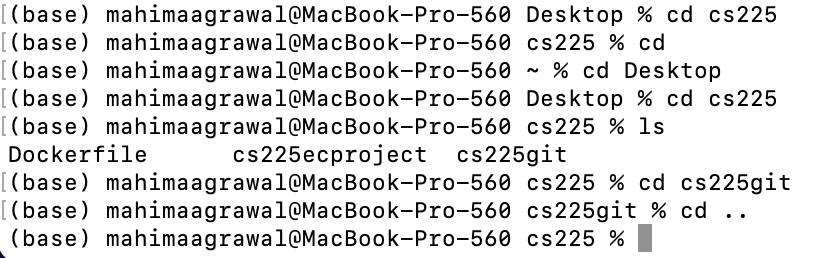 [(base) mahimaagrawal@MacBook-Pro-560 Desktop % cd cs225
[(base) mahimaagrawal@MacBook-Pro-560 cs225 % cd
[(base) mahimaagrawal@MacBook-Pro-560 ~ % cd Desktop
[(base) mahimaagrawal@MacBook-Pro-560 Desktop % cd cs225
[(base) mahimaagrawal@MacBook-Pro-560 cs225 % ls
Dockerfile      cs225ecproject  cs225git
[(base) mahimaagrawal@MacBook-Pro-560 cs225 % cd cs225git
[(base) mahimaagrawal@MacBook-Pro-560 cs225git % cd ..
(base) mahimaagrawal@MacBook-Pro-560 cs225 %